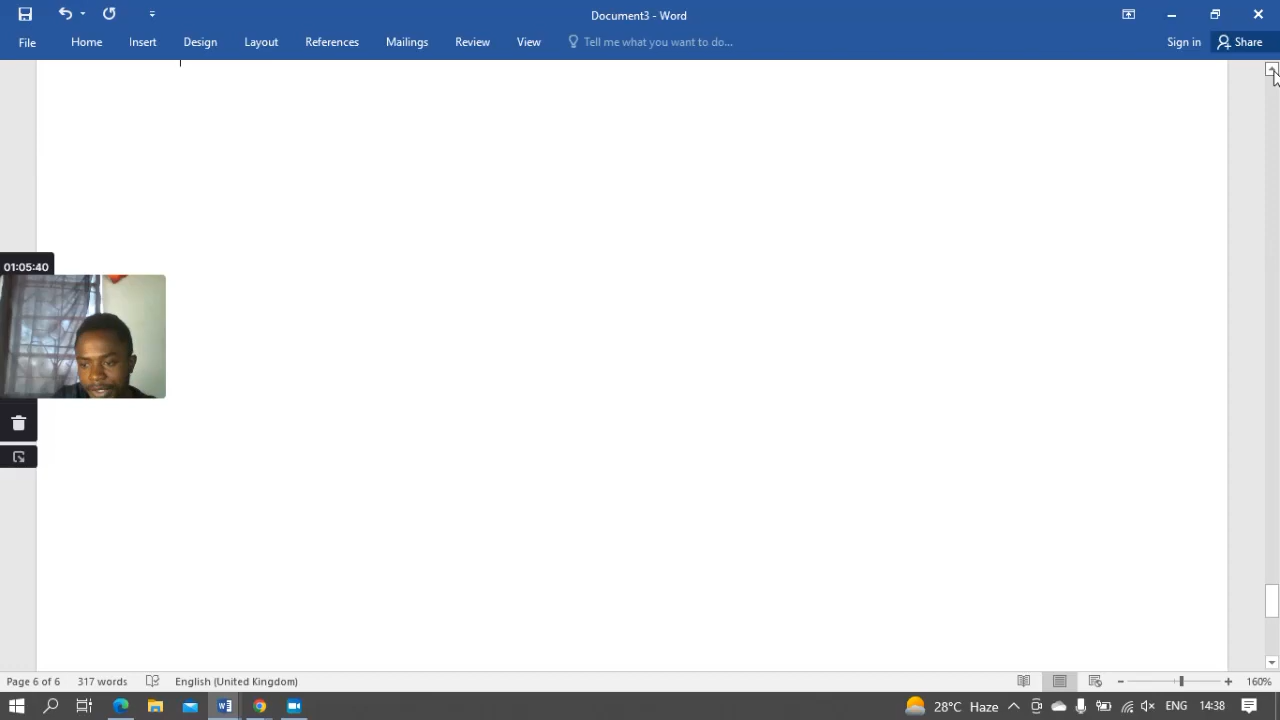 Document3 - Word
File Home Insert Design Layout References Mailings Review View Tell me what you want to do... Sign in Share
01:05:40
Page 6 of 6 317 words English (United Kingdom) 160%
28°C Haze ENG 14:38